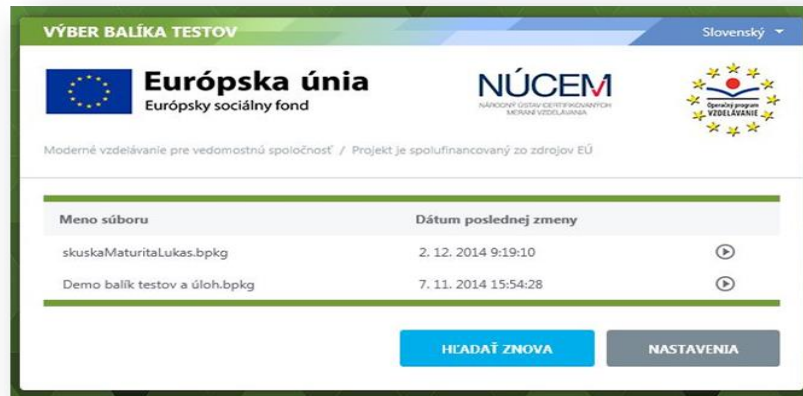 VÝBER BALÍKA TESTOV
Slovenský
Európska únia
Európsky sociálny fond
NÚCEM
NÁRODNÝ ÚSTAV CERTIFIKOVANÝCH
MERANÍ VZDELÁVANIA
Operačný program
VZDELÁVANIE
Moderné vzdelávanie pre vedomostnú spoločnosť / Projekt je spolufinancovaný zo zdrojov EÚ
Meno súboru Dátum poslednej zmeny
skuskaMaturitaLukas.bpkg 2. 12. 2014 9:19:10
Demo balík testov a úloh.bpkg 7. 11. 2014 15:54:28
HĽADAŤ ZNOVA NASTAVENIA